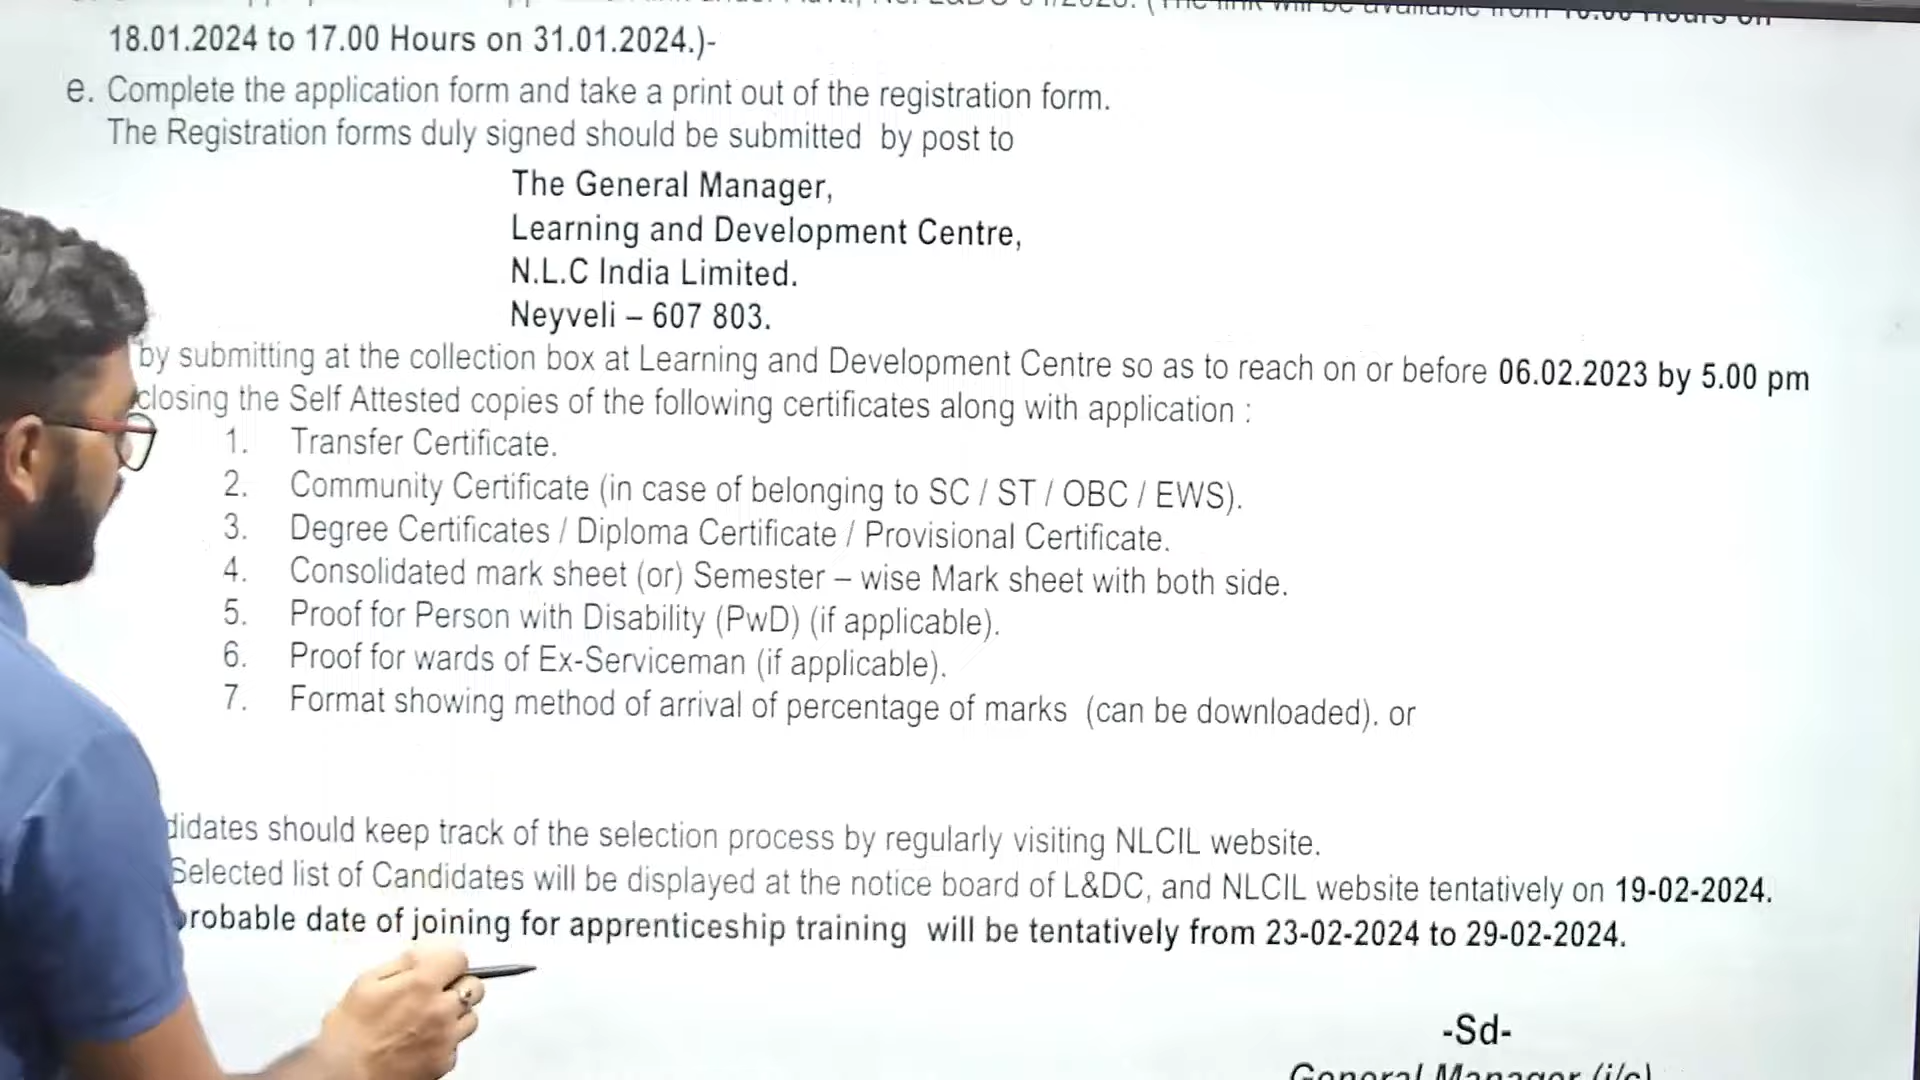 18.01.2024 to 17.00 Hours on 31.01.2024.)-
e. Complete the application form and take a print out of the registration form.
The Registration forms duly signed should be submitted by post to
The General Manager,
Learning and Development Centre,
N.L.C India Limited.
Neyveli – 607 803.
by submitting at the collection box at Learning and Development Centre so as to reach on or before 06.02.2023 by 5.00 pm
closing the Self Attested copies of the following certificates along with application :
1. Transfer Certificate.
2. Community Certificate (in case of belonging to SC / ST / OBC / EWS).
3. Degree Certificates / Diploma Certificate / Provisional Certificate.
4. Consolidated mark sheet (or) Semester – wise Mark sheet with both side.
5. Proof for Person with Disability (PwD) (if applicable).
6. Proof for wards of Ex-Serviceman (if applicable).
7. Format showing method of arrival of percentage of marks (can be downloaded). or
didates should keep track of the selection process by regularly visiting NLCIL website.
Selected list of Candidates will be displayed at the notice board of L&DC, and NLCIL website tentatively on 19-02-2024.
robable date of joining for apprenticeship training will be tentatively from 23-02-2024 to 29-02-2024.
-Sd-
General Manager (i/c)